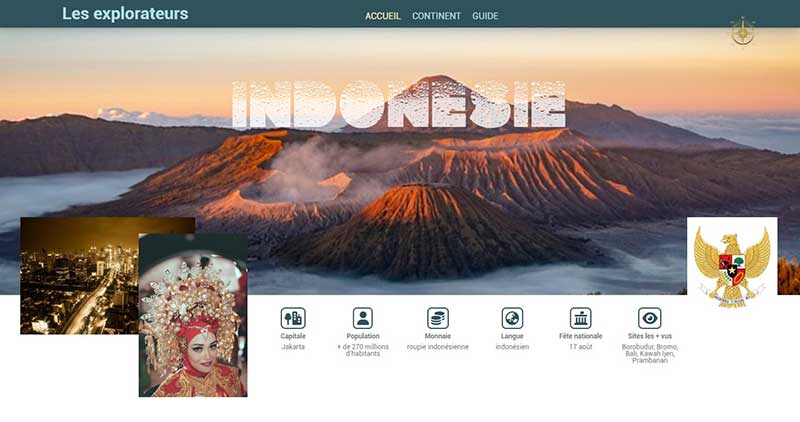 Les explorateurs
ACCUEIL CONTINENT GUIDE
INDONESIE
Capitale
Jakarta
Population
+ de 270 millions
d'habitants
Monnaie
roupie indonésienne
Langue
indonésien
Fête nationale
17 août
Sites les + vus
Borobudur, Bromo,
Bali, Kawah Ijen,
Prambanan